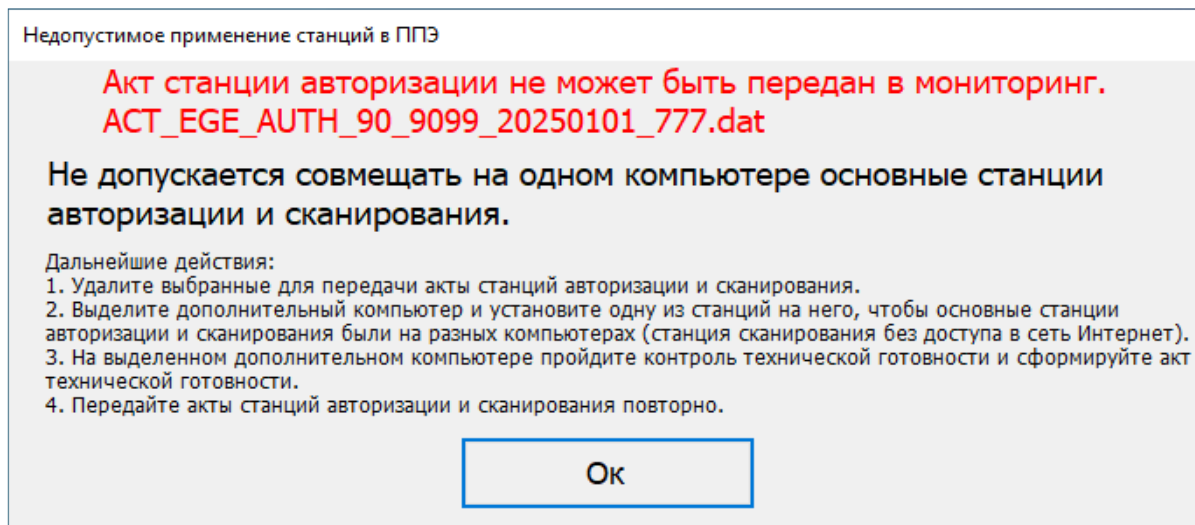 Недопустимое применение станций в ППЭ
Акт станции авторизации не может быть передан в мониторинг.
ACT_EGE_AUTH_90_9099_20250101_777.dat
Не допускается совмещать на одном компьютере основные станции
авторизации и сканирования.
Дальнейшие действия:
1. Удалите выбранные для передачи акты станций авторизации и сканирования.
2. Выделите дополнительный компьютер и установите одну из станций на него, чтобы основные станции
авторизации и сканирования были на разных компьютерах (станция сканирования без доступа в сеть Интернет).
3. На выделенном дополнительном компьютере пройдите контроль технической готовности и сформируйте акт
технической готовности.
4. Передайте акты станций авторизации и сканирования повторно.
Ок